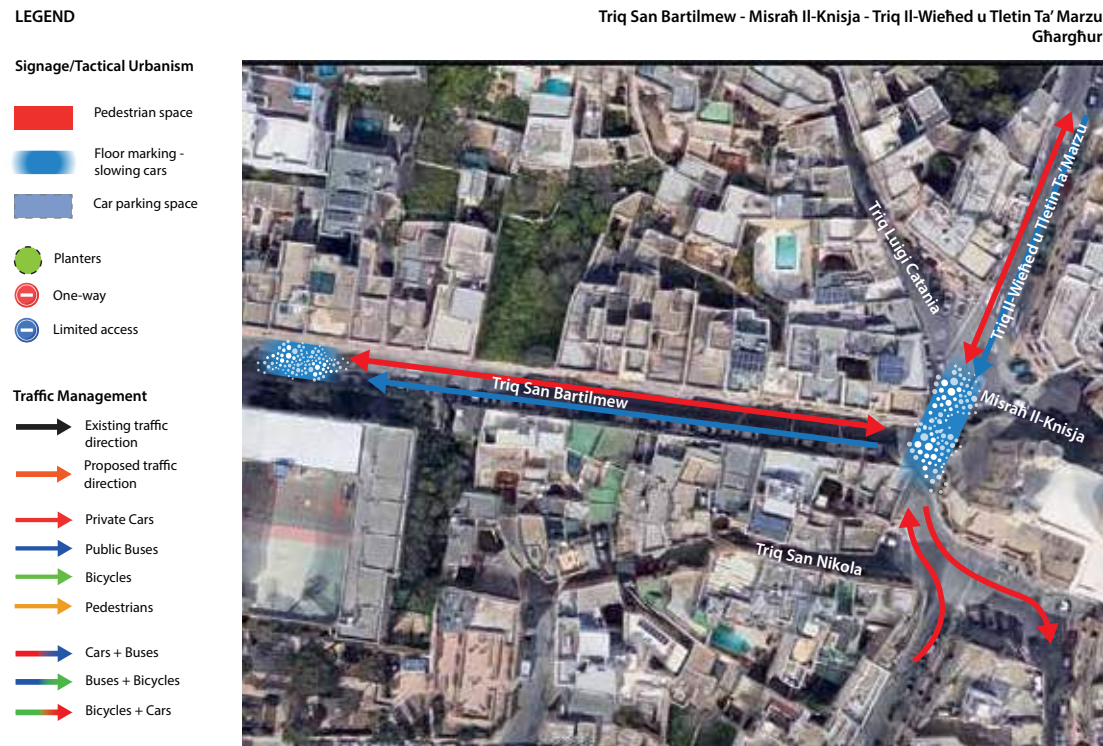 LEGEND
Triq San Bartilmew - Misraħ Il-Knisja - Triq Il-Wieħed u Tletin Ta' Marzu
Għargħur
Signage/Tactical Urbanism
Pedestrian space
Floor marking -
slowing cars
Car parking space
Planters
One-way
Limited access
Traffic Management
Existing traffic
direction
Proposed traffic
direction
Private Cars
Public Buses
Bicycles
Pedestrians
Cars + Buses
Buses + Bicycles
Bicycles + Cars
Triq Il-Wieħed u Tletin Ta' Marzu
Triq Luigi Catania
Triq San Bartilmew
Misraħ Il-Knisja
Triq San Nikola